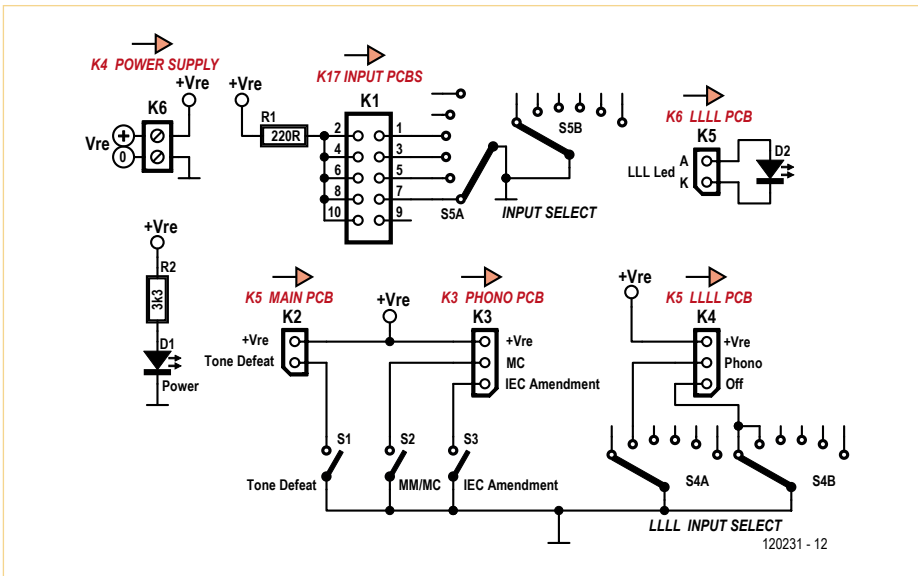 K4 POWER SUPPLY
K17 INPUT PCBS
K6 LLLL PCB
+Vre
+Vre
K6
Vre
+
0
R1
220R
K1
2
4
6
8
10
1
3
5
7
9
S5A
S5B
INPUT SELECT
K5
LLL Led
A
K
D2
+Vre
R2
3k3
D1
Power
K5 MAIN PCB
K2
+Vre
Tone Defeat
+Vre
K3 PHONO PCB
K3
+Vre
MC
IEC Amendment
+Vre
K5 LLLL PCB
K4
+Vre
Phono
Off
S1
Tone Defeat
S2
MM/MC
S3
IEC Amendment
S4A
S4B
LLLL INPUT SELECT
120231 - 12